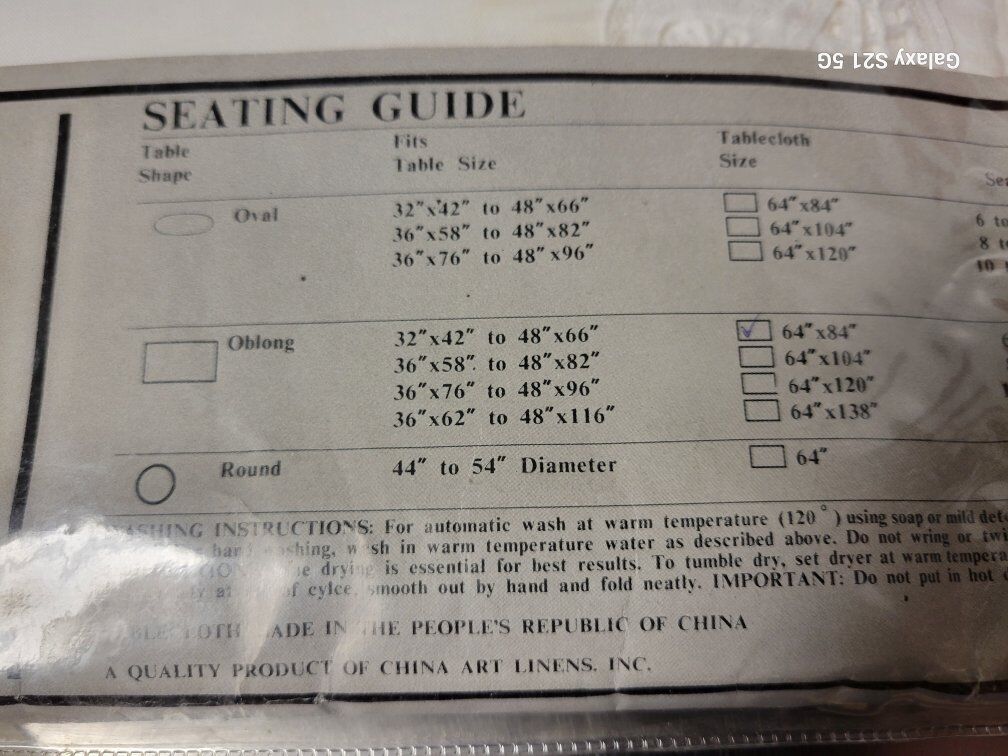 Galaxy S21 5G
SEATING GUIDE
Table Shape
Fits Table Size
Tablecloth Size
Oval
32"x42" to 48"x66"
64"x84"
6 to
36"x58" to 48"x82"
64"x104"
8 to
36"x76" to 48"x96"
64"x120"
10
Oblong
32"x42" to 48"x66"
64"x84"
36"x58" to 48"x82"
64"x104"
36"x76" to 48"x96"
64"x120"
36"x62" to 48"x116"
64"x138"
Round
44" to 54" Diameter
64"
INSTRUCTIONS: For automatic wash at warm temperature (120°) using soap or mild
in warm temperature water as described above. Do not wring or
is essential for best results. To tumble dry, set dryer at warm
of cylce, smooth out by hand and fold neatly. IMPORTANT: Do not put in hot
MADE IN THE PEOPLE'S REPUBLIC OF CHINA
A QUALITY PRODUCT OF CHINA ART LINENS. INC.